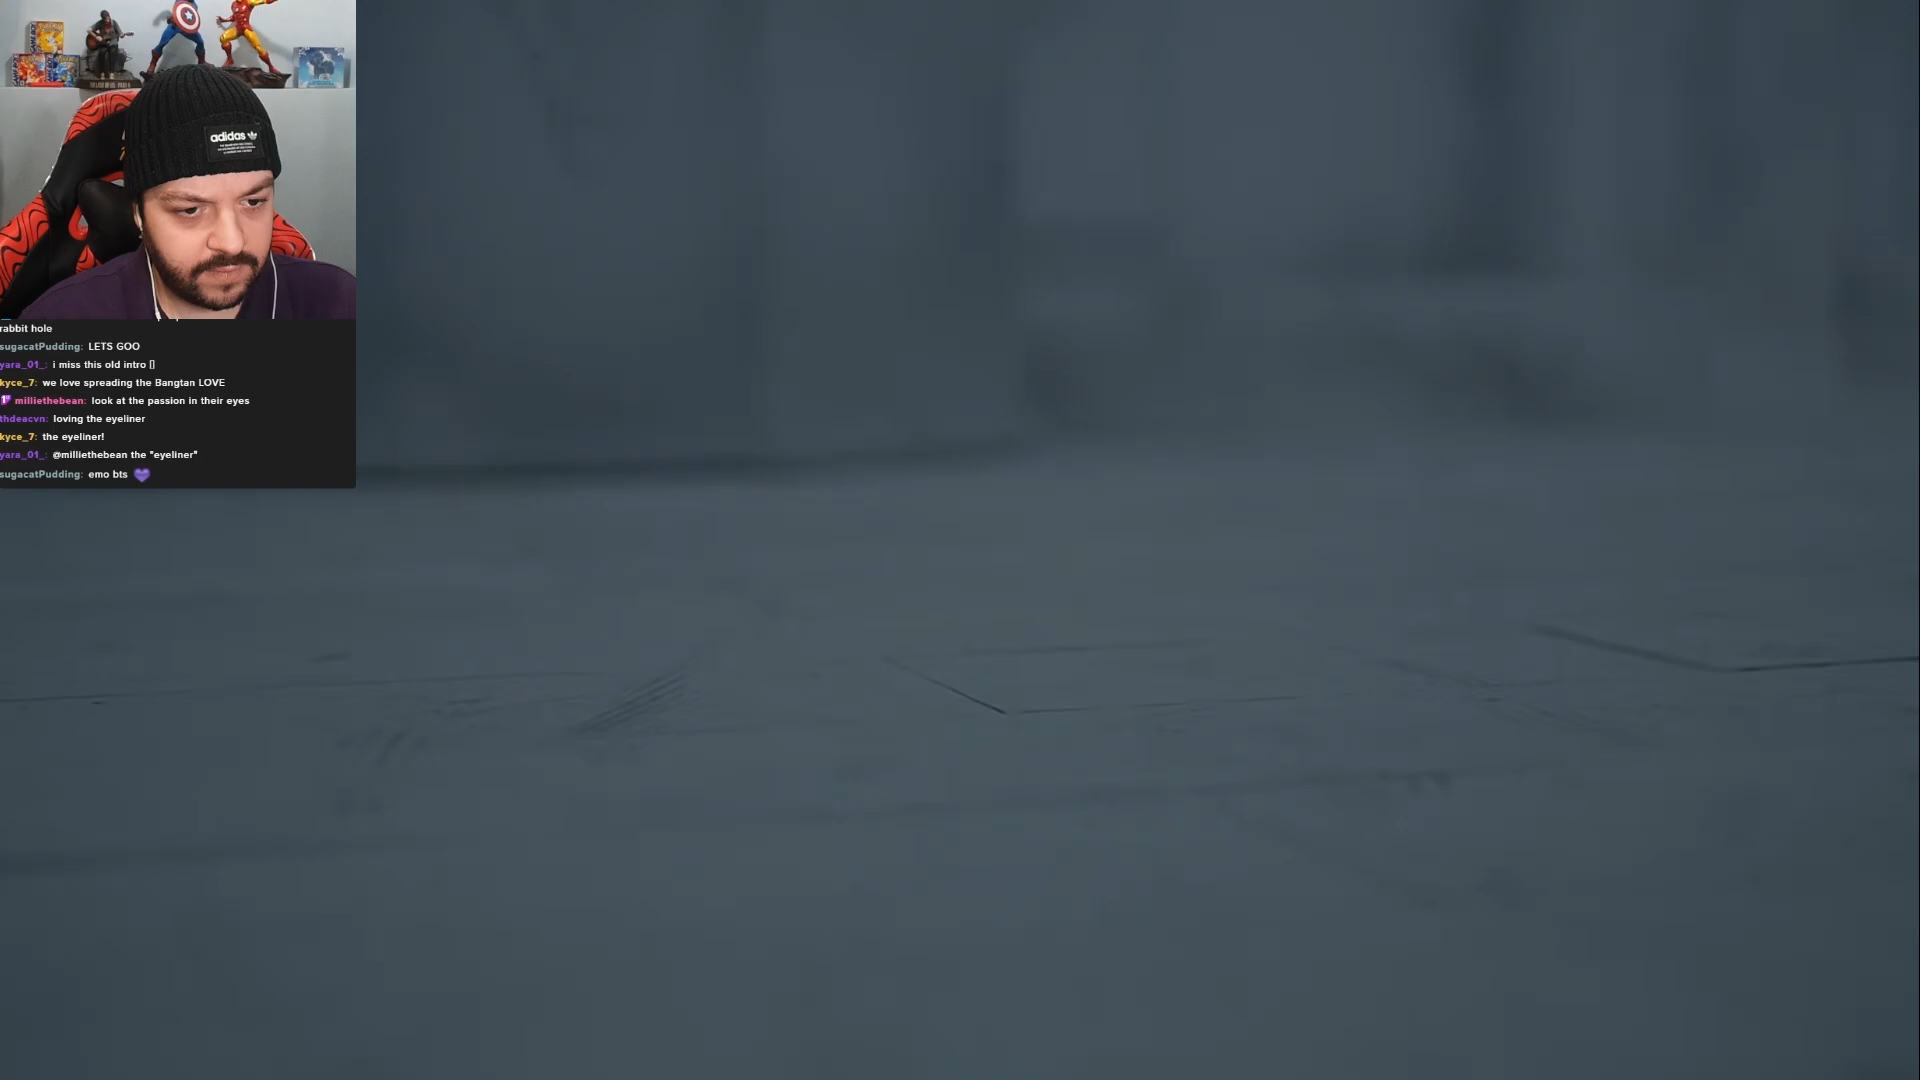 adidas
rabbit hole
sugacatPudding: LETS GOO
yara_01_: i miss this old intro []
kyce_7: we love spreading the Bangtan LOVE
milliethebean: look at the passion in their eyes
thdeacvn: loving the eyeliner
kyce_7: the eyeliner!
yara_01_: @milliethebean the "eyeliner"
sugacatPudding: emo bts